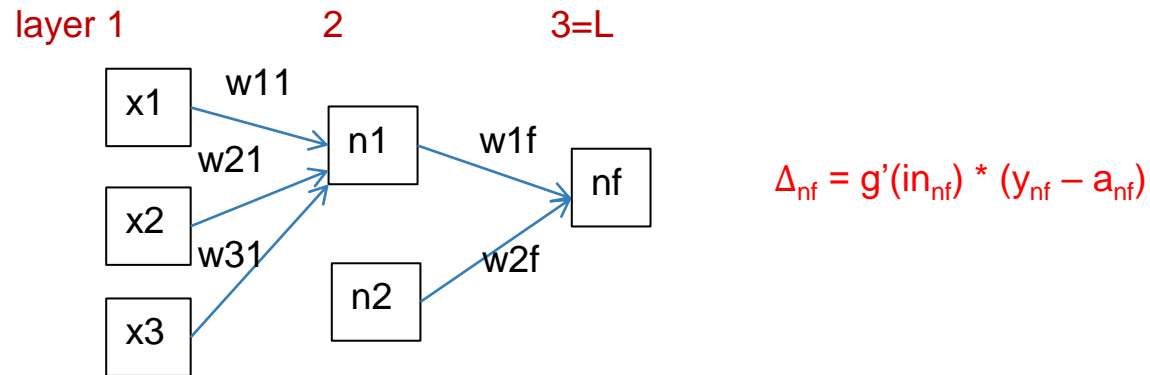 layer 1 2 3=L
x1 w11
n1 w1f
w21 nf
Δnf = g’(innf) * (ynf – anf)
x2
w31 w2f
n2
x3